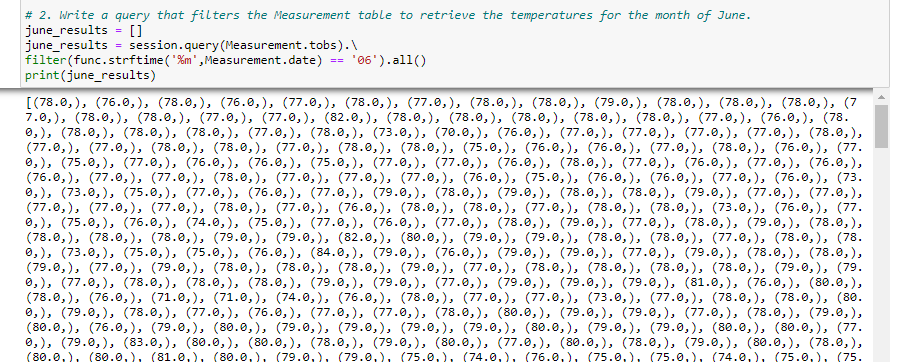 # 2. Write a query that filters the Measurement table to retrieve the temperatures for the month of June.
june_results = []
june_results = session.query(Measurement.tobs).\
filter(func.strftime('%m',Measurement.date) == '06').all()
print(june_results)
[(78.0,), (76.0,), (78.0,), (76.0,), (77.0,), (78.0,), (77.0,), (78.0,), (78.0,), (79.0,), (78.0,), (78.0,), (78.0,), (7
7.0,), (78.0,), (78.0,), (77.0,), (77.0,), (82.0,), (78.0,), (78.0,), (78.0,), (78.0,), (78.0,), (77.0,), (76.0,), (78.
0,), (78.0,), (78.0,), (78.0,), (77.0,), (78.0,), (73.0,), (70.0,), (76.0,), (77.0,), (77.0,), (77.0,), (77.0,), (78.0,),
(77.0,), (77.0,), (78.0,), (78.0,), (77.0,), (78.0,), (78.0,), (75.0,), (76.0,), (76.0,), (77.0,), (78.0,), (76.0,), (77.
0,), (75.0,), (77.0,), (76.0,), (76.0,), (75.0,), (77.0,), (77.0,), (76.0,), (78.0,), (77.0,), (76.0,), (77.0,), (76.0,),
(76.0,), (77.0,), (77.0,), (78.0,), (77.0,), (77.0,), (77.0,), (76.0,), (75.0,), (76.0,), (76.0,), (77.0,), (76.0,), (73.
0,), (73.0,), (75.0,), (77.0,), (76.0,), (77.0,), (79.0,), (78.0,), (79.0,), (78.0,), (78.0,), (79.0,), (77.0,), (77.0,),
(77.0,), (77.0,), (77.0,), (78.0,), (77.0,), (76.0,), (78.0,), (78.0,), (77.0,), (78.0,), (78.0,), (73.0,), (76.0,), (77.
0,), (75.0,), (76.0,), (74.0,), (75.0,), (77.0,), (76.0,), (77.0,), (78.0,), (79.0,), (77.0,), (78.0,), (79.0,), (78.0,),
(78.0,), (78.0,), (78.0,), (79.0,), (79.0,), (82.0,), (80.0,), (79.0,), (79.0,), (78.0,), (78.0,), (77.0,), (78.0,), (78.
0,), (73.0,), (75.0,), (75.0,), (76.0,), (84.0,), (79.0,), (76.0,), (79.0,), (79.0,), (77.0,), (79.0,), (78.0,), (78.0,),
(79.0,), (77.0,), (79.0,), (78.0,), (78.0,), (78.0,), (79.0,), (77.0,), (78.0,), (78.0,), (78.0,), (78.0,), (79.0,), (79.
0,), (77.0,), (78.0,), (78.0,), (78.0,), (79.0,), (77.0,), (79.0,), (79.0,), (79.0,), (79.0,), (81.0,), (76.0,), (80.0,),
(78.0,), (76.0,), (71.0,), (71.0,), (74.0,), (76.0,), (78.0,), (77.0,), (77.0,), (73.0,), (77.0,), (78.0,), (78.0,), (80.
0,), (79.0,), (78.0,), (77.0,), (76.0,), (77.0,), (77.0,), (78.0,), (80.0,), (79.0,), (79.0,), (77.0,), (78.0,), (79.0,),
(80.0,), (76.0,), (79.0,), (80.0,), (79.0,), (79.0,), (79.0,), (79.0,), (80.0,), (79.0,), (79.0,), (80.0,), (80.0,), (77.
0,), (79.0,), (83.0,), (80.0,), (80.0,), (78.0,), (80.0,), (77.0,), (80.0,), (78.0,), (79.0,), (80.0,), (78.0,), (79.0,),
(80.0,), (80.0,), (81.0,), (80.0,), (79.0,), (79.0,), (75.0,), (74.0,), (76.0,), (75.0,), (75.0,), (74.0,), (75.0,), (75.